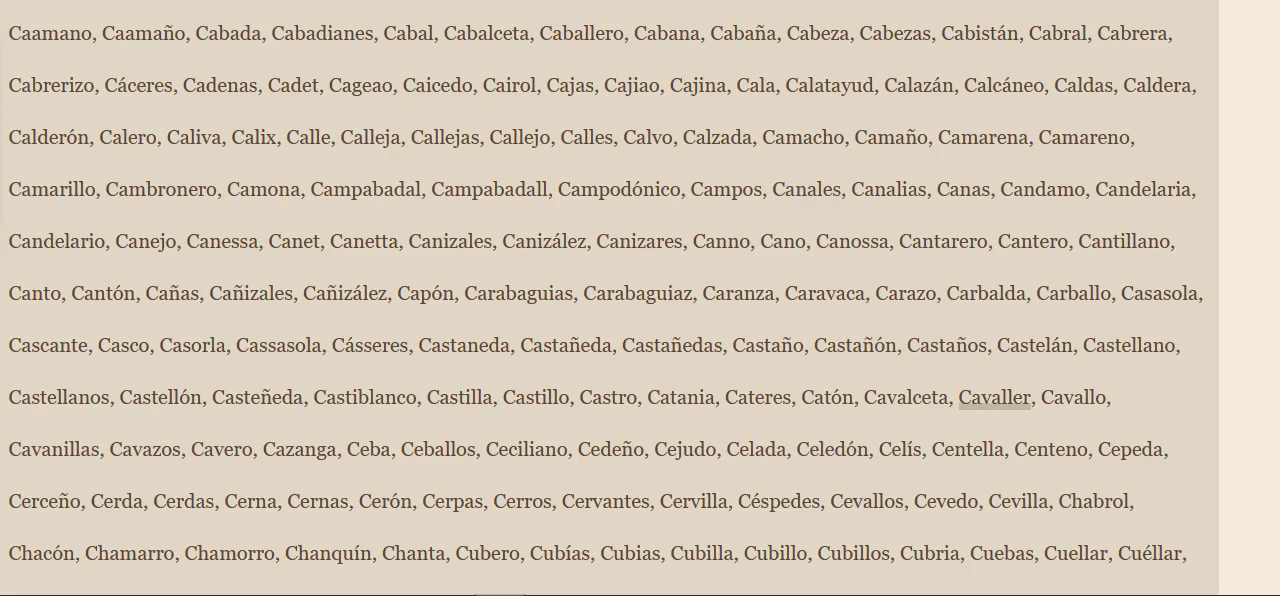 Caamano, Caamaño, Cabada, Cabadianes, Cabal, Cabalceta, Caballero, Cabana, Cabaña, Cabeza, Cabezas, Cabistán, Cabral, Cabrera,
Cabrerizo, Cáceres, Cadenas, Cadet, Cageao, Caicedo, Cairol, Cajas, Cajiao, Cajina, Cala, Calatayud, Calazán, Calcáneo, Caldas, Caldera,
Calderón, Calero, Caliva, Calix, Calle, Calleja, Callejas, Callejo, Calles, Calvo, Calzada, Camacho, Camaño, Camarena, Camareno,
Camarillo, Cambronero, Camona, Campabadal, Campabadall, Campodónico, Campos, Canales, Canalias, Canas, Candamo, Candelaria,
Candelario, Canejo, Canessa, Canet, Canetta, Canizales, Canizález, Canizares, Canno, Cano, Canossa, Cantarero, Cantero, Cantillano,
Canto, Cantón, Cañas, Cañizales, Cañizález, Capón, Carabaguias, Carabaguiaz, Caranza, Caravaca, Carazo, Carbalda, Carballo, Casasola,
Cascante, Casco, Casorla, Cassasola, Cásseres, Castaneda, Castañeda, Castañedas, Castaño, Castañón, Castaños, Castelán, Castellano,
Castellanos, Castellón, Casteñeda, Castiblanco, Castilla, Castillo, Castro, Catania, Cateres, Catón, Cavalceta, Cavaller, Cavallo,
Cavanillas, Cavazos, Cavero, Cazanga, Ceba, Ceballos, Ceciliano, Cedeño, Cejudo, Celada, Celedón, Celís, Centella, Centeno, Cepeda,
Cerceño, Cerda, Cerdas, Cerna, Cernas, Cerón, Cerpas, Cerros, Cervantes, Cervilla, Céspedes, Cevallos, Cevedo, Cevilla, Chabrol,
Chacón, Chamarro, Chamorro, Chanquín, Chanta, Cubero, Cubías, Cubias, Cubilla, Cubillo, Cubillos, Cubria, Cuebas, Cuellar, Cuéllar,